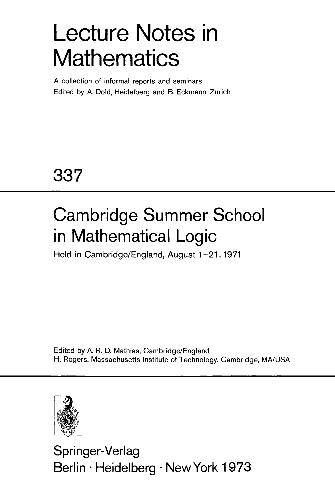 Lecture Notes in
Mathematics
A collection of informal reports and seminars
Edited by A. Dold, Heidelberg and B. Eckmann, Zürich
337
Cambridge Summer School
in Mathematical Logic
Held in Cambridge/England, August 1–21, 1971
Edited by A. R. D. Mathias, Cambridge/England
H. Rogers, Massachusetts Institute of Technology, Cambridge, MA/USA
Springer-Verlag
Berlin · Heidelberg · New York 1973